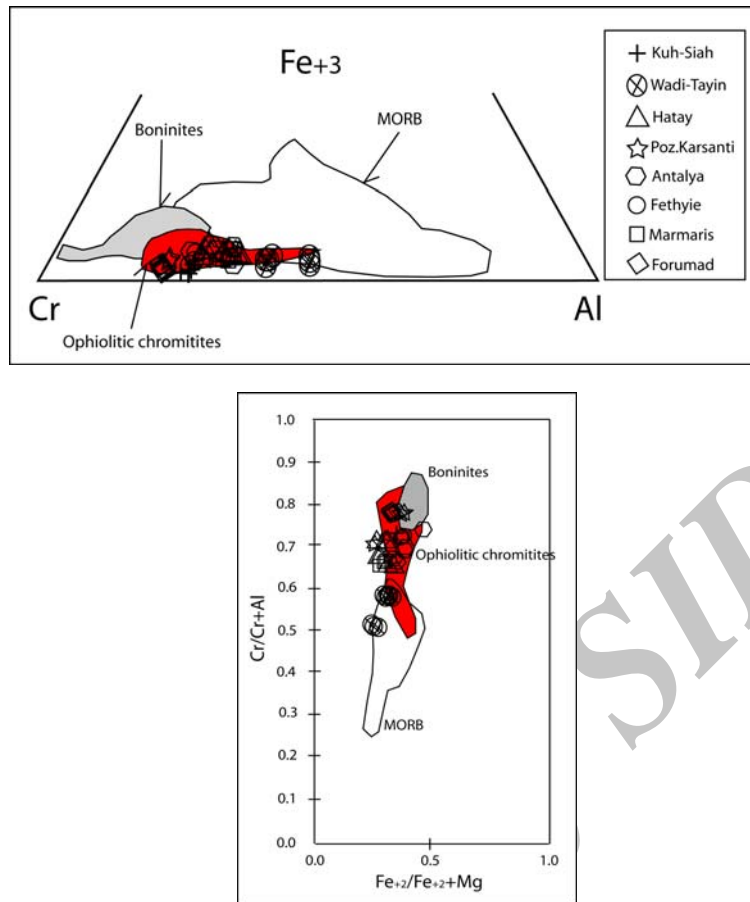 Fe+3
Boninites
MORB
Cr
Al
Ophiolitic chromitites
Kuh-Siah
Wadi-Tayin
Hatay
Poz.Karsanti
Antalya
Fethyie
Marmaris
Forumad
1.0
0.9
0.8
0.7
0.6
0.5
0.4
0.3
0.2
0.1
0.0
Cr/Cr+Al
Boninites
Ophiolitic chromitites
MORB
0.0
0.5
1.0
Fe+2/Fe+2+Mg
SID